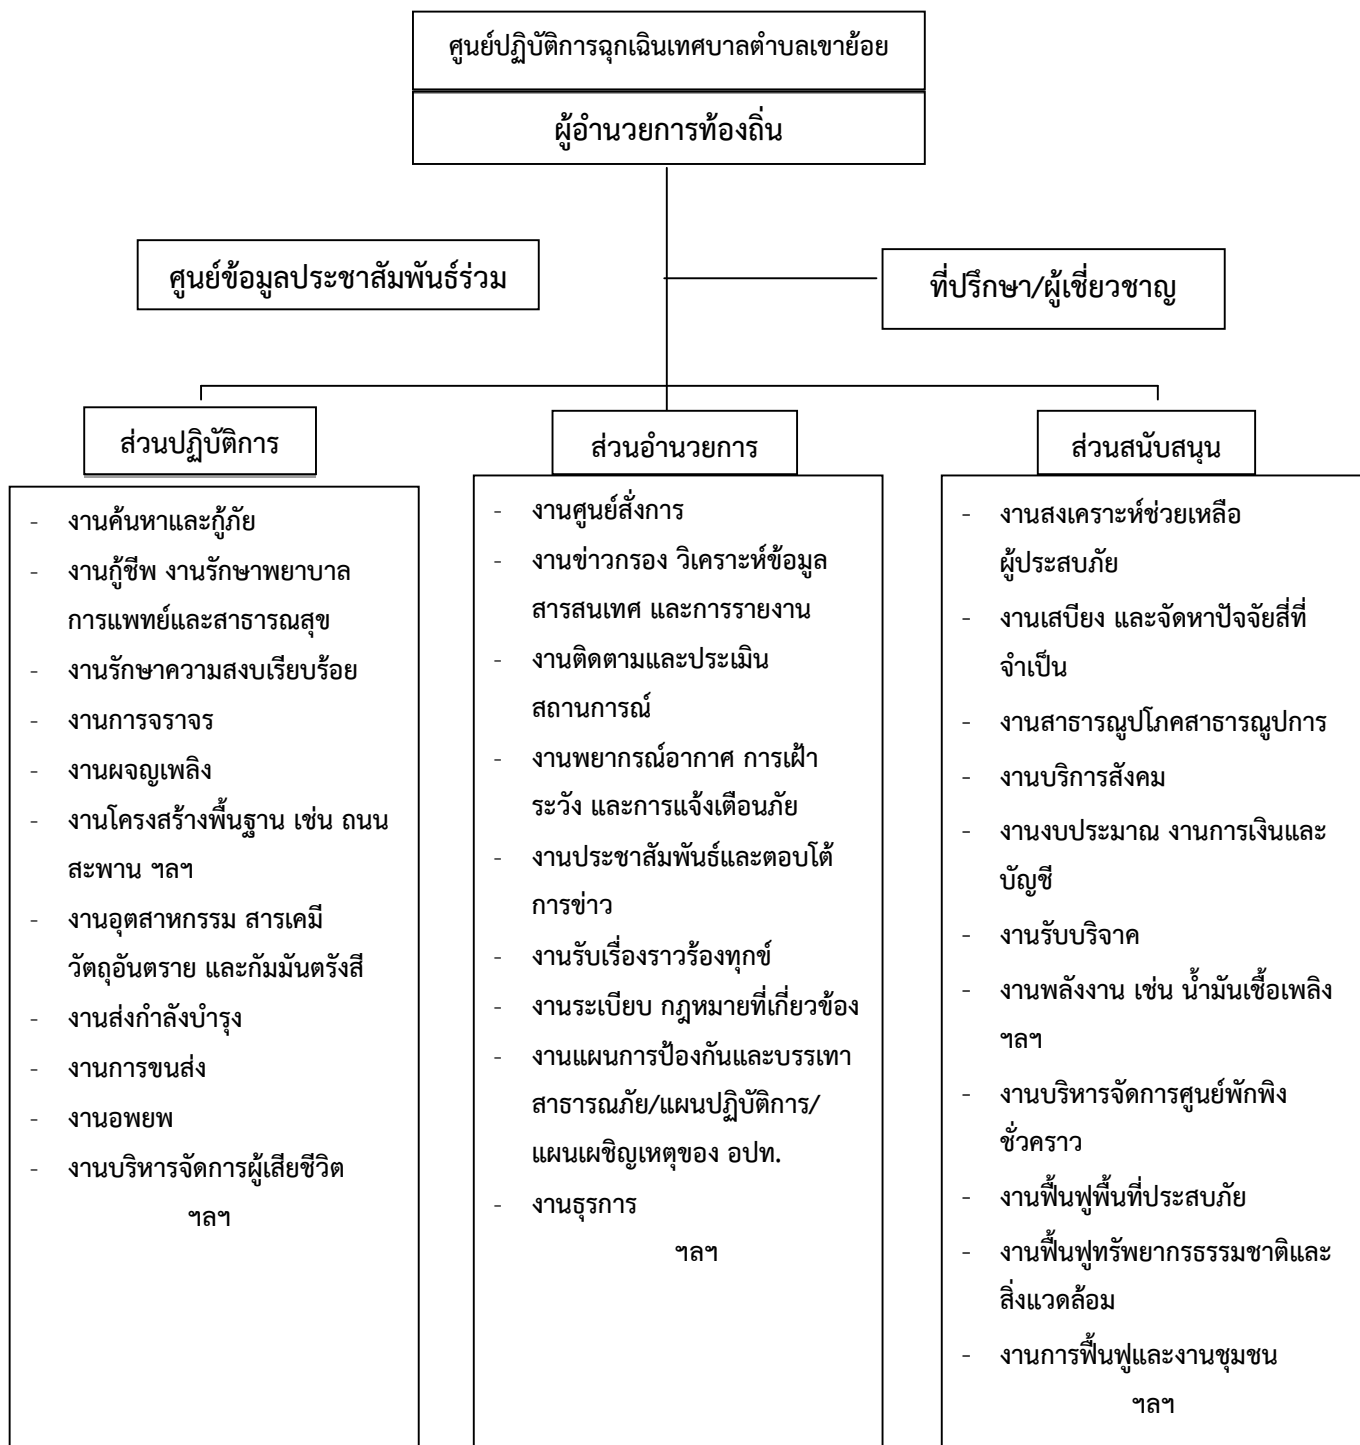 ศูนย์ปฏิบัติการฉุกเฉินเทศบาลตำบลเขาย้อย
ผู้อำนวยการท้องถิ่น
ศูนย์ข้อมูลประชาสัมพันธ์ร่วม
ที่ปรึกษา/ผู้เชี่ยวชาญ
ส่วนปฏิบัติการ
- งานค้นหาและกู้ภัย
- งานกู้ชีพ งานรักษาพยาบาล
การแพทย์และสาธารณสุข
- งานรักษาความสงบเรียบร้อย
- งานการจราจร
- งานผจญเพลิง
- งานโครงสร้างพื้นฐาน เช่น ถนน
สะพาน ฯลฯ
- งานอุตสาหกรรม สารเคมี
วัตถุอันตราย และกัมมันตรังสี
- งานส่งกำลังบำรุง
- งานการขนส่ง
- งานอพยพ
- งานบริหารจัดการผู้เสียชีวิต
ฯลฯ
ส่วนอำนวยการ
- งานศูนย์สั่งการ
- งานข่าวกรอง วิเคราะห์ข้อมูล
สารสนเทศ และการรายงาน
- งานติดตามและประเมิน
สถานการณ์
- งานพยากรณ์อากาศ การเฝ้า
ระวัง และการแจ้งเตือนภัย
- งานประชาสัมพันธ์และตอบโต้
การข่าว
- งานรับเรื่องราวร้องทุกข์
- งานระเบียบ กฎหมายที่เกี่ยวข้อง
- งานแผนการป้องกันและบรรเทา
สาธารณภัย/แผนปฏิบัติการ/
แผนเผชิญเหตุของ อปท.
- งานธุรการ
ฯลฯ
ส่วนสนับสนุน
- งานสงเคราะห์ช่วยเหลือ
ผู้ประสบภัย
- งานเสบียง และจัดหาปัจจัยสี่ที่
จำเป็น
- งานสาธารณูปโภคสาธารณูปการ
- งานบริการสังคม
- งานงบประมาณ งานการเงินและ
บัญชี
- งานรับบริจาค
- งานพลังงาน เช่น น้ำมันเชื้อเพลิง
ฯลฯ
- งานบริหารจัดการศูนย์พักพิง
ชั่วคราว
- งานฟื้นฟูพื้นที่ประสบภัย
- งานฟื้นฟูทรัพยากรธรรมชาติและ
สิ่งแวดล้อม
- งานการฟื้นฟูและงานชุมชน
ฯลฯ